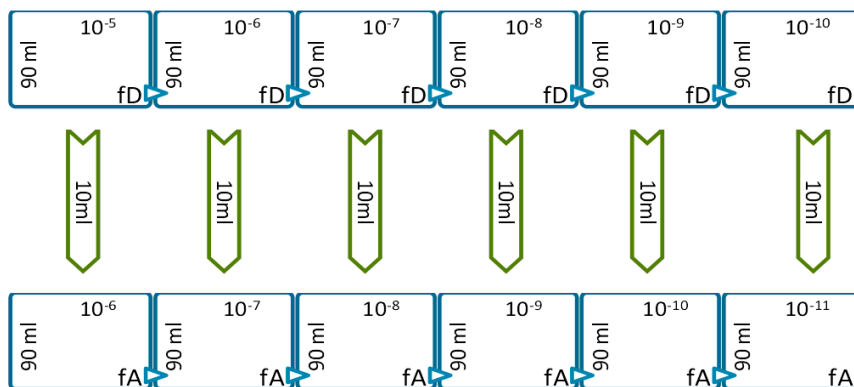 90 ml 10⁻⁵ fD
90 ml 10⁻⁶ fD
90 ml 10⁻⁷ fD
90 ml 10⁻⁸ fD
90 ml 10⁻⁹ fD
90 ml 10⁻¹⁰ fD
10ml
10ml
10ml
10ml
10ml
10ml
90 ml 10⁻⁶ fA
90 ml 10⁻⁷ fA
90 ml 10⁻⁸ fA
90 ml 10⁻⁹ fA
90 ml 10⁻¹⁰ fA
90 ml 10⁻¹¹ fA